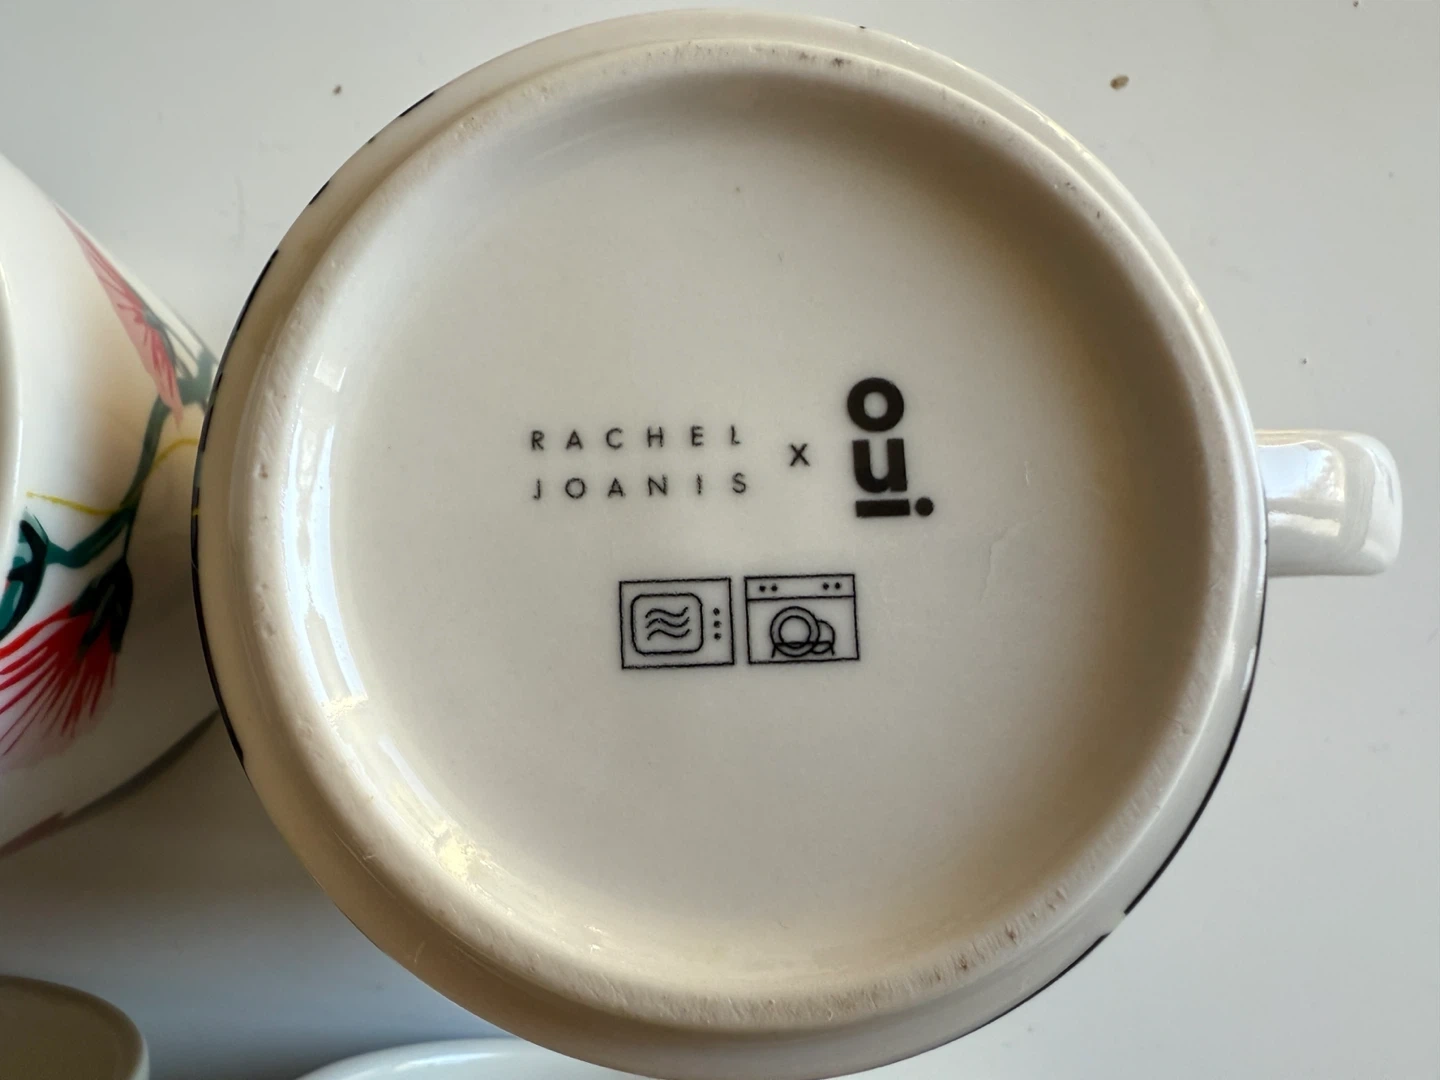 RACHEL
JOANIS
x
oui